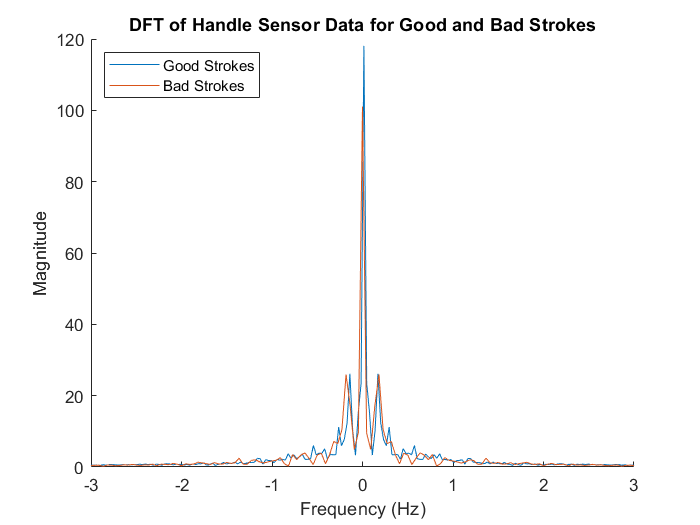 DFT of Handle Sensor Data for Good and Bad Strokes
120
100
80
60
40
20
0
Magnitude
Good Strokes
Bad Strokes
-3 -2 -1 0 1 2 3
Frequency (Hz)